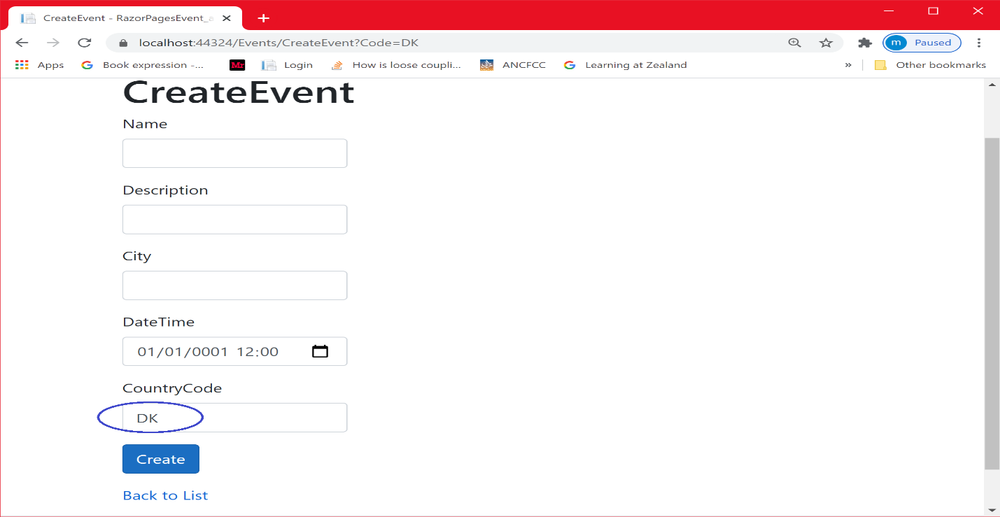 CreateEvent - RazorPagesEvent_a
localhost:44324/Events/CreateEvent?Code=DK
m Paused
Apps Book expression -... Mr Login How is loose coupli... ANCFCC Learning at Zealand » Other bookmarks
CreateEvent
Name
Description
City
DateTime
01/01/0001 12:00
CountryCode
DK
Create
Back to List